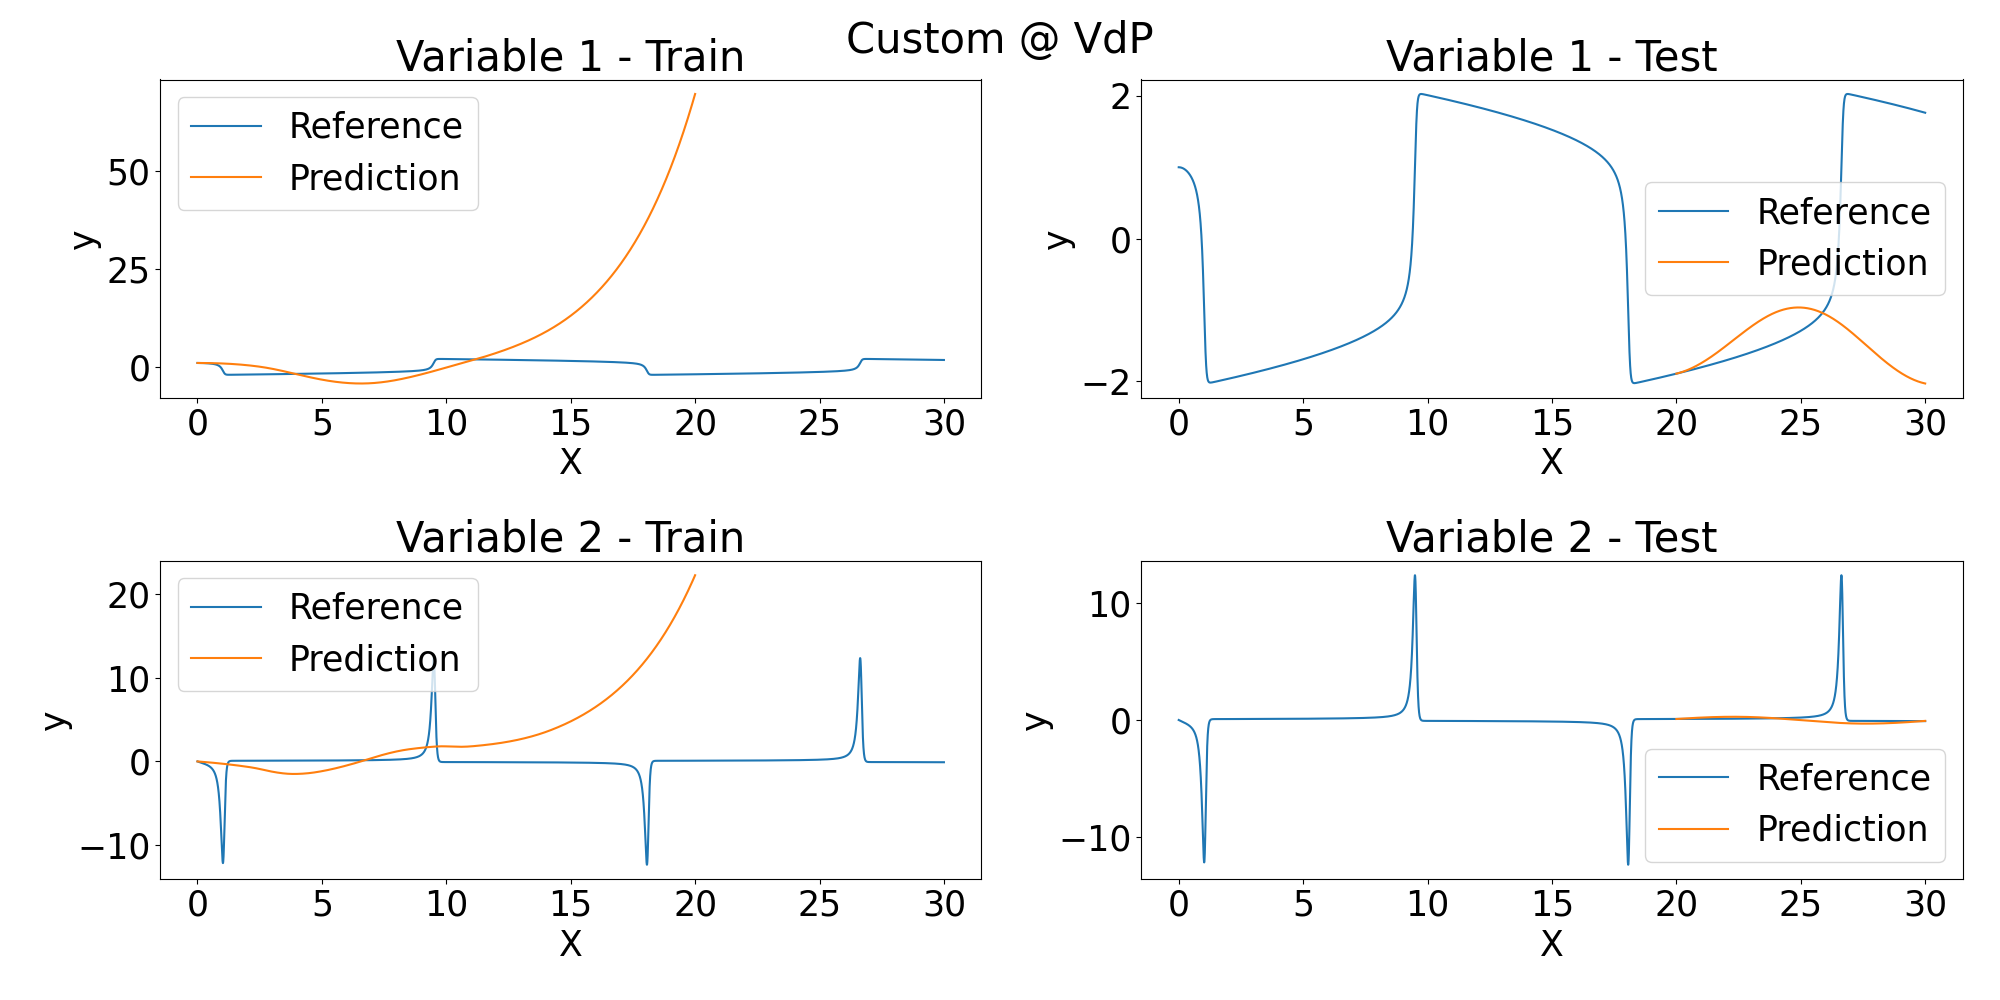 Custom @ VdP
Variable 1 - Train
50
25
0
y
Reference
Prediction
0 5 10 15 20 25 30
X
Variable 1 - Test
2
0
−2
y
Reference
Prediction
0 5 10 15 20 25 30
X
Variable 2 - Train
20
10
0
−10
y
Reference
Prediction
0 5 10 15 20 25 30
X
Variable 2 - Test
10
0
−10
y
Reference
Prediction
0 5 10 15 20 25 30
X